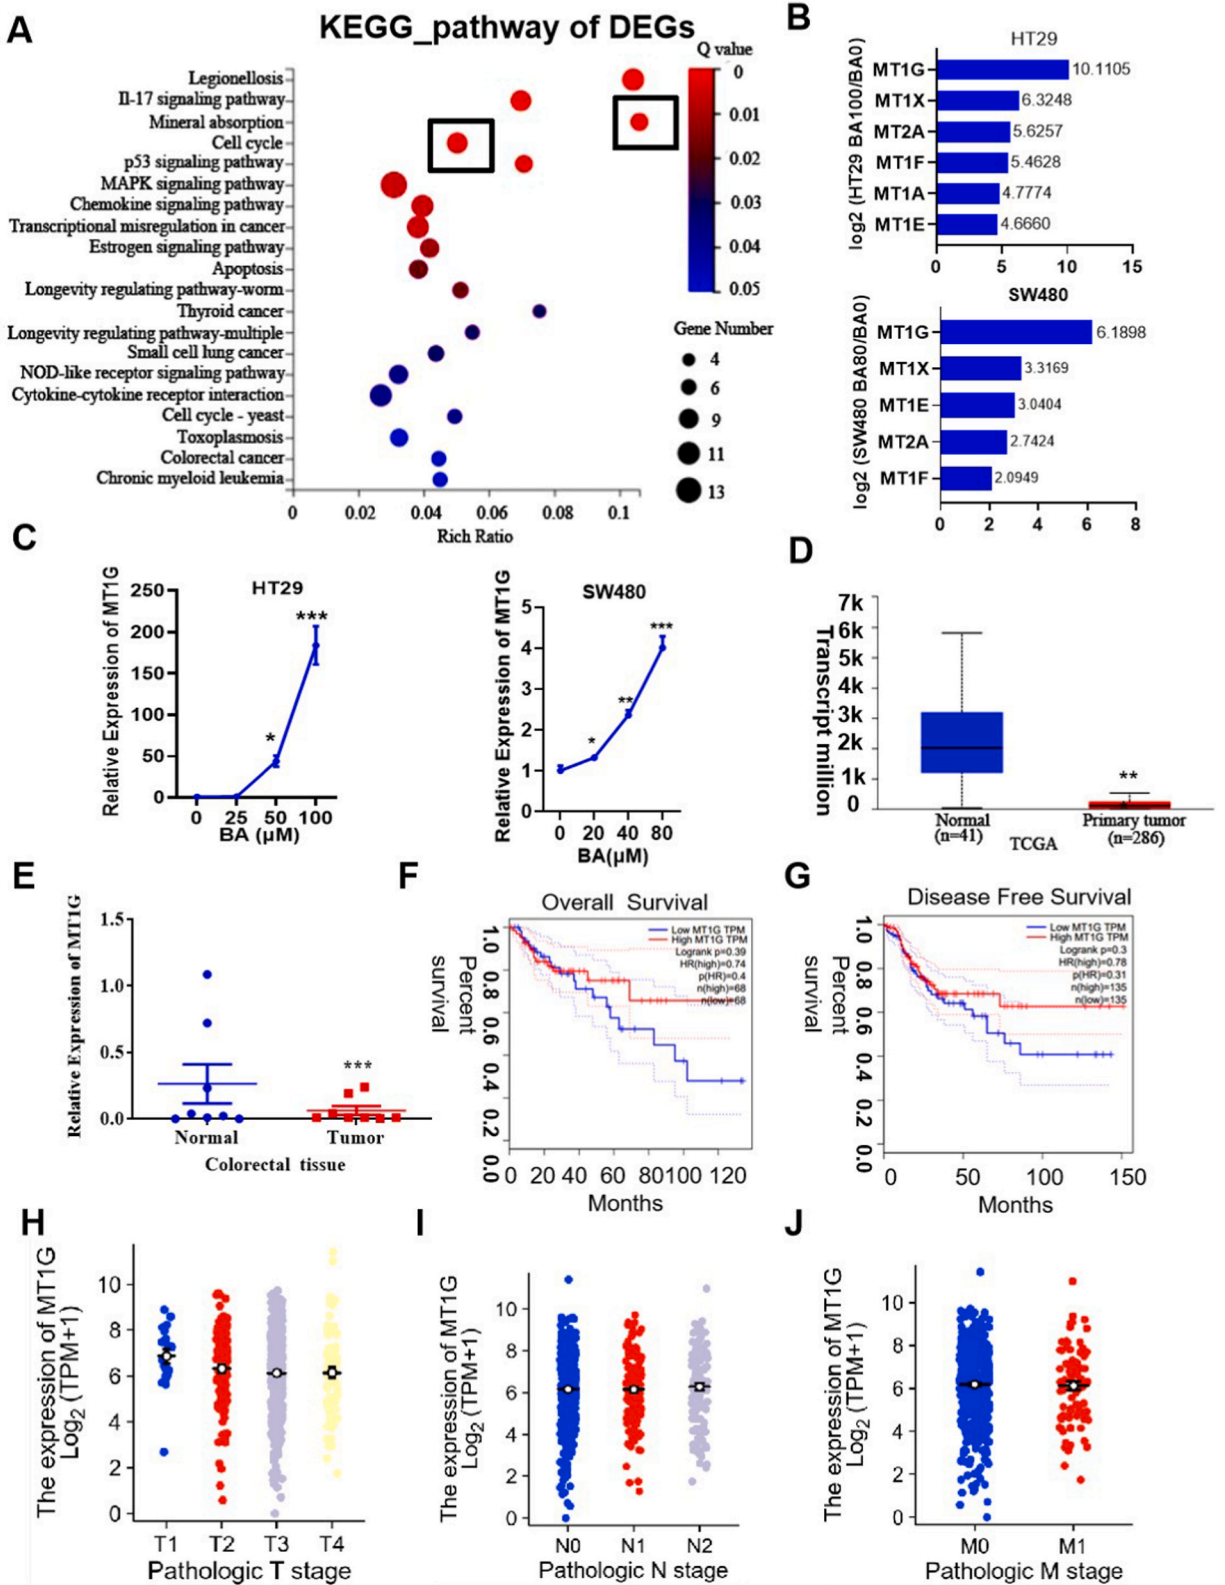 A
KEGG_pathway of DEGs
Q value
0
0.01
0.02
0.03
0.04
0.05
Legionellosis
Il-17 signaling pathway
Mineral absorption
Cell cycle
p53 signaling pathway
MAPK signaling pathway
Chemokine signaling pathway
Transcriptional misregulation in cancer
Estrogen signaling pathway
Apoptosis
Longevity regulating pathway-worm
Thyroid cancer
Longevity regulating pathway-multiple
Small cell lung cancer
NOD-like receptor signaling pathway
Cytokine-cytokine receptor interaction
Cell cycle - yeast
Toxoplasmosis
Colorectal cancer
Chronic myeloid leukemia
Gene Number
4
6
9
11
13
0 0.02 0.04 0.06 0.08 0.1
Rich Ratio
B
HT29
log2 (HT29 BA100/BA0)
MT1G 10.1105
MT1X 6.3248
MT2A 5.6257
MT1F 5.4628
MT1A 4.7774
MT1E 4.6660
0 5 10 15
SW480
log2 (SW480 BA80/BA0)
MT1G 6.1898
MT1X 3.3169
MT1E 3.0404
MT2A 2.7424
MT1F 2.0949
0 2 4 6 8
C
HT29
Relative Expression of MT1G
250
200
150
100
50
0
*
***
0 25 50 100
BA (μM)
SW480
Relative Expression of MT1G
5
4
3
2
1
0
*
**
***
0 20 40 80
BA(μM)
D
Transcript million
7k
6k
5k
4k
3k
2k
1k
0
**
Normal
(n=41)
Primary tumor
(n=286)
TCGA
E
Relative Expression of MT1G
1.5
1.0
0.5
0.0
***
Normal Tumor
Colorectal tissue
F
Overall Survival
Low MT1G TPM
High MT1G TPM
Logrank p=0.39
HR(high)=0.74
p(HR)=0.4
n(high)=68
n(low)=68
Percent
survival
1.0
0.8
0.6
0.4
0.2
0.0
0 20 40 60 80 100 120
Months
G
Disease Free Survival
Low MT1G TPM
High MT1G TPM
Logrank p=0.3
HR(high)=0.78
p(HR)=0.31
n(high)=135
n(low)=135
Percent
survival
1.0
0.8
0.6
0.4
0.2
0.0
0 50 100 150
Months
H
The expression of MT1G
Log2 (TPM+1)
10
8
6
4
2
0
T1 T2 T3 T4
Pathologic T stage
I
The expression of MT1G
Log2 (TPM+1)
10
8
6
4
2
0
N0 N1 N2
Pathologic N stage
J
The expression of MT1G
Log2 (TPM+1)
10
8
6
4
2
0
M0 M1
Pathologic M stage